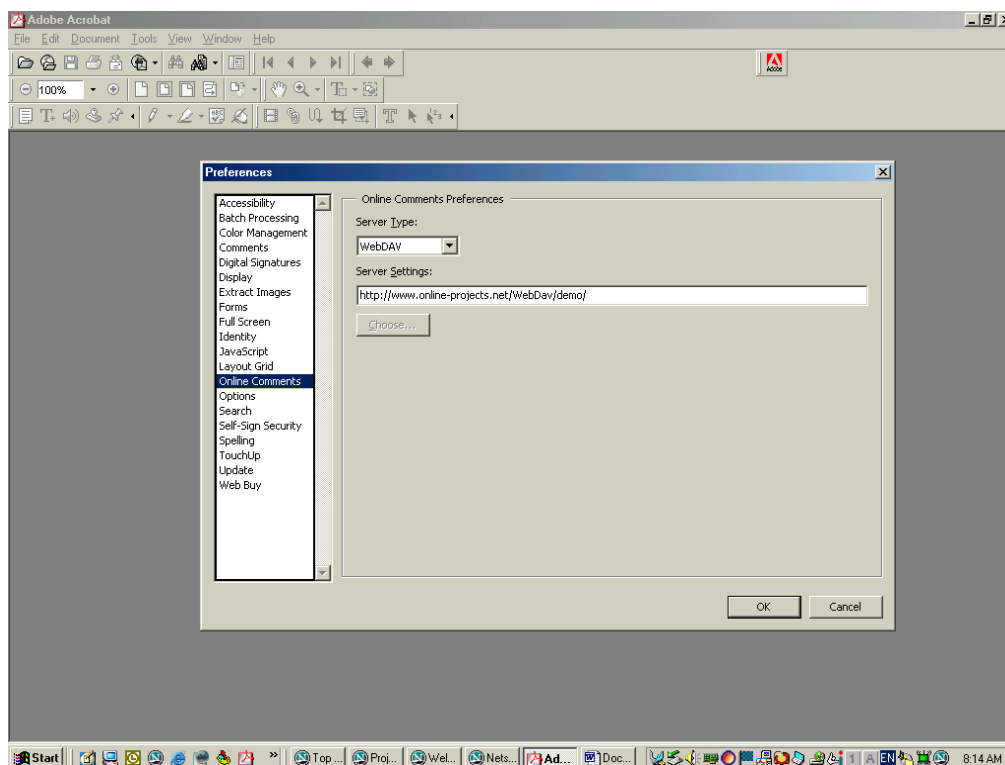 Adobe Acrobat
File Edit Document Tools View Window Help
Adobe
100%
Preferences
Accessibility
Batch Processing
Color Management
Comments
Digital Signatures
Display
Extract Images
Forms
Full Screen
Identity
JavaScript
Layout Grid
Online Comments
Options
Search
Self-Sign Security
Spelling
TouchUp
Update
Web Buy
Online Comments Preferences
Server Type:
WebDAV
Server Settings:
http://www.online-projects.net/WebDav/demo/
Choose...
OK Cancel
Start » Top ... Proj... Wel... Nets... Ad... Doc... 1 A EN 8:14 AM